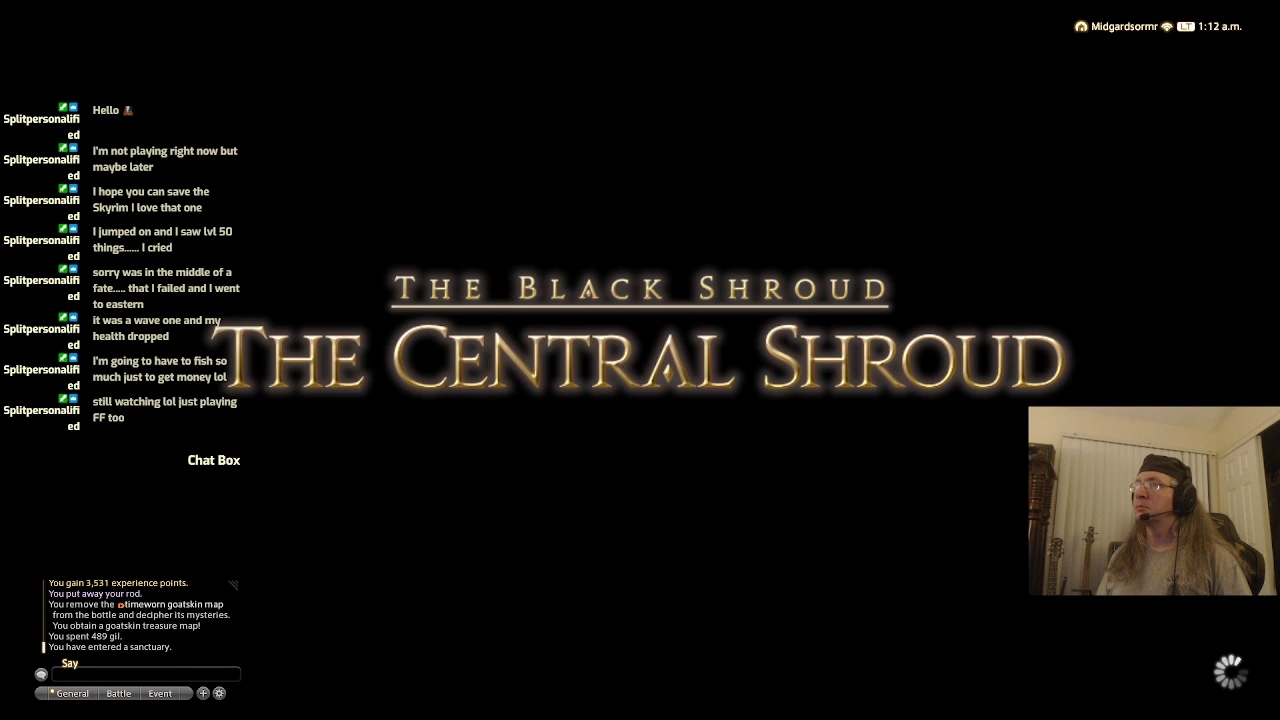 Midgardsormr LT 1:12 a.m.
Splitpersonalifi
ed
Hello
Splitpersonalifi
ed
I'm not playing right now but
maybe later
Splitpersonalifi
ed
I hope you can save the
Skyrim I love that one
Splitpersonalifi
ed
I jumped on and I saw lvl 50
things...... I cried
Splitpersonalifi
ed
sorry was in the middle of a
fate..... that I failed and I went
to eastern
Splitpersonalifi
ed
it was a wave one and my
health dropped
Splitpersonalifi
ed
I'm going to have to fish so
much just to get money lol
Splitpersonalifi
ed
still watching lol just playing
FF too
Chat Box
THE BLACK SHROUD
THE CENTRAL SHROUD
You gain 3,531 experience points.
You put away your rod.
You remove the timeworn goatskin map
from the bottle and decipher its mysteries.
You obtain a goatskin treasure map!
You spent 489 gil.
You have entered a sanctuary.
Say
General Battle Event